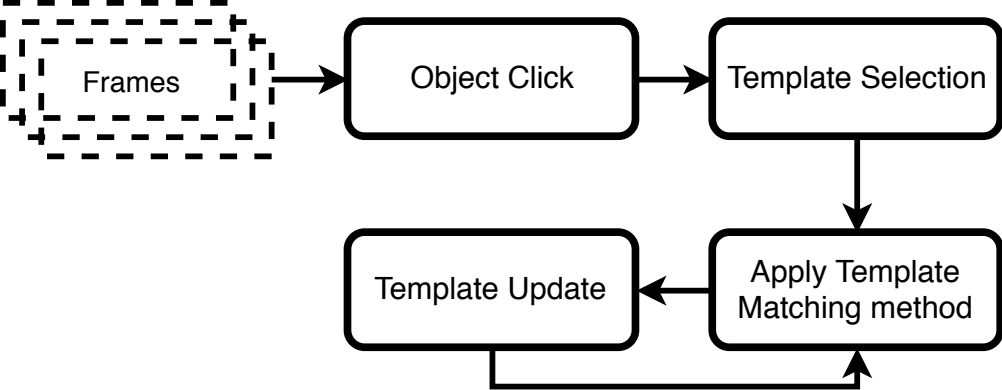 Frames
Object Click
Template Selection
Template Update
Apply Template
Matching method